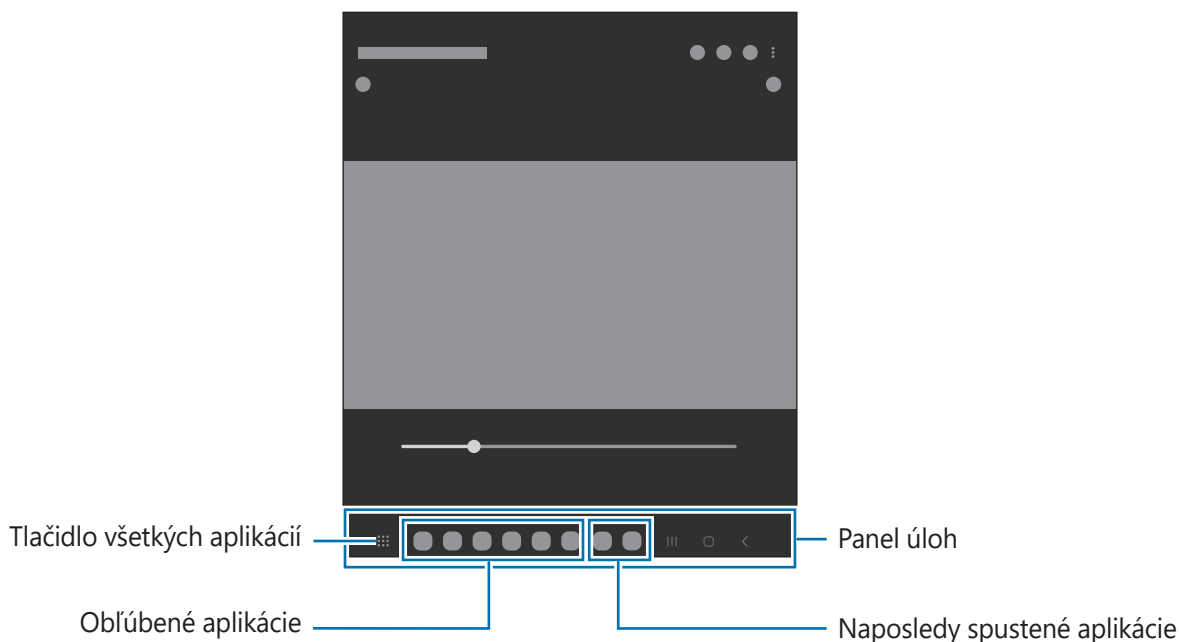 Tlačidlo všetkých aplikácií
Panel úloh
Obľúbené aplikácie
Naposledy spustené aplikácie